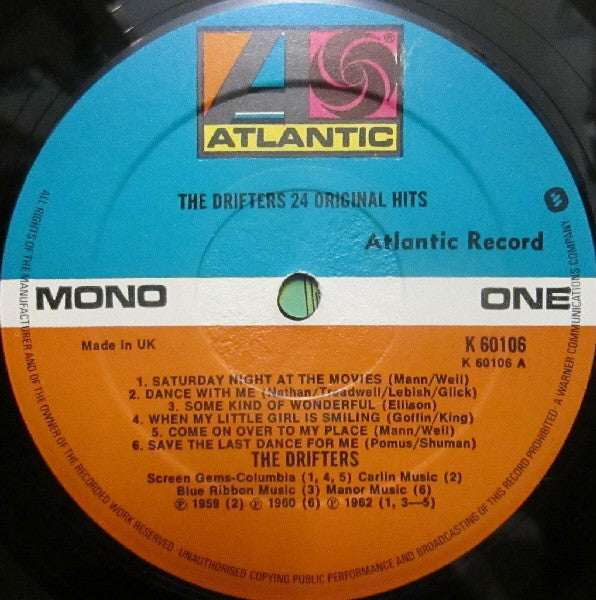 ATLANTIC
®
THE DRIFTERS 24 ORIGINAL HITS
Atlantic Record
MONO
ONE
Made in UK
K 60106
K 60106 A
1. SATURDAY NIGHT AT THE MOVIES (Mann/Weil)
2. DANCE WITH ME (Nathan/Treadwell/Lebish/Glick)
3. SOME KIND OF WONDERFUL (Ellison)
4. WHEN MY LITTLE GIRL IS SMILING (Goffin/King)
5. COME ON OVER TO MY PLACE (Mann/Weil)
6. SAVE THE LAST DANCE FOR ME (Pomus/Shuman)
THE DRIFTERS
Screen Gems-Columbia (1, 4, 5) Carlin Music (2)
Blue Ribbon Music (3) Manor Music (6)
℗ 1959 (2) ℗ 1960 (6) ℗ 1962 (1, 3—5)
ALL RIGHTS OF THE MANUFACTURER AND OF THE OWNER OF THE RECORDED WORK RESERVED UNAUTHORISED COPYING PUBLIC PERFORMANCE AND BROADCASTING OF THIS RECORD PROHIBITED A WARNER COMMUNICATIONS COMPANY